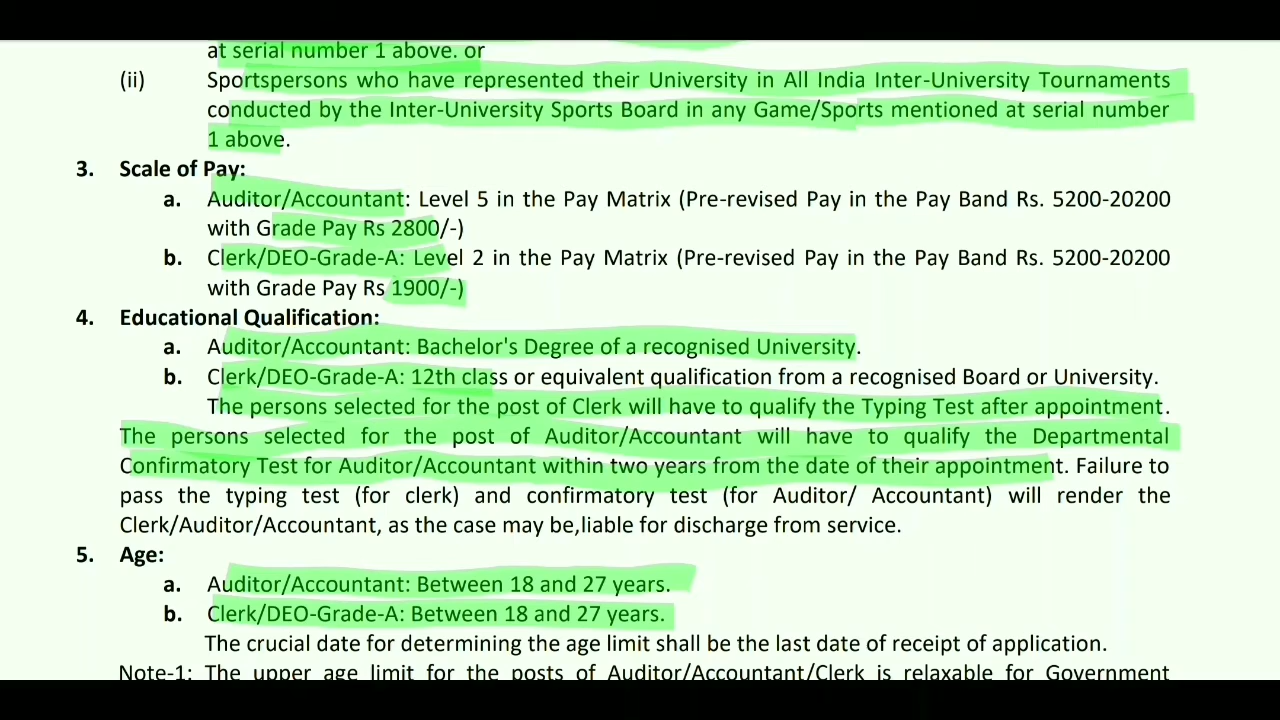 at serial number 1 above. or
(ii) Sportspersons who have represented their University in All India Inter-University Tournaments
conducted by the Inter-University Sports Board in any Game/Sports mentioned at serial number
1 above.
3. Scale of Pay:
a. Auditor/Accountant: Level 5 in the Pay Matrix (Pre-revised Pay in the Pay Band Rs. 5200-20200
with Grade Pay Rs 2800/-)
b. Clerk/DEO-Grade-A: Level 2 in the Pay Matrix (Pre-revised Pay in the Pay Band Rs. 5200-20200
with Grade Pay Rs 1900/-)
4. Educational Qualification:
a. Auditor/Accountant: Bachelor's Degree of a recognised University.
b. Clerk/DEO-Grade-A: 12th class or equivalent qualification from a recognised Board or University.
The persons selected for the post of Clerk will have to qualify the Typing Test after appointment.
The persons selected for the post of Auditor/Accountant will have to qualify the Departmental
Confirmatory Test for Auditor/Accountant within two years from the date of their appointment. Failure to
pass the typing test (for clerk) and confirmatory test (for Auditor/ Accountant) will render the
Clerk/Auditor/Accountant, as the case may be,liable for discharge from service.
5. Age:
a. Auditor/Accountant: Between 18 and 27 years.
b. Clerk/DEO-Grade-A: Between 18 and 27 years.
The crucial date for determining the age limit shall be the last date of receipt of application.
Note-1: The upper age limit for the posts of Auditor/Accountant/Clerk is relaxable for Government